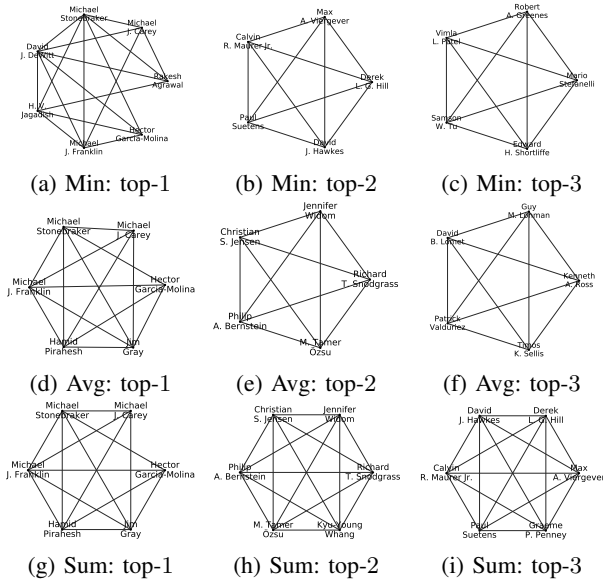 Michael
Stonebraker
Michael
J. Carey
David
J. DeWitt
Rakesh
Agrawal
H. V.
Jagadish
Hector
Garcia-Molina
Michael
J. Franklin
(a) Min: top-1
Max
A. Viergever
Calvin
R. Maurer Jr.
Derek
L. G. Hill
Paul
Suetens
David
J. Hawkes
(b) Min: top-2
Robert
A. Greenes
Vimla
L. Patel
Mario
Stefanelli
Samson
W. Tu
Edward
H. Shortliffe
(c) Min: top-3
Michael
Stonebraker
Michael
J. Carey
Michael
J. Franklin
Hector
Garcia-Molina
Hamid
Pirahesh
Jim
Gray
(d) Avg: top-1
Jennifer
Widom
Christian
S. Jensen
Richard
T. Snodgrass
Philip
A. Bernstein
M. Tamer
Özsu
(e) Avg: top-2
Guy
M. Lohman
David
B. Lomet
Kenneth
A. Ross
Patrick
Valduriez
Timos
K. Sellis
(f) Avg: top-3
Michael
Stonebraker
Michael
J. Carey
Michael
J. Franklin
Hector
Garcia-Molina
Hamid
Pirahesh
Jim
Gray
(g) Sum: top-1
Christian
S. Jensen
Jennifer
Widom
Philip
A. Bernstein
Richard
T. Snodgrass
M. Tamer
Özsu
Kyu-Young
Whang
(h) Sum: top-2
David
J. Hawkes
Derek
L. G. Hill
Calvin
R. Maurer Jr.
Max
A. Viergever
Paul
Suetens
Graeme
P. Penney
(i) Sum: top-3